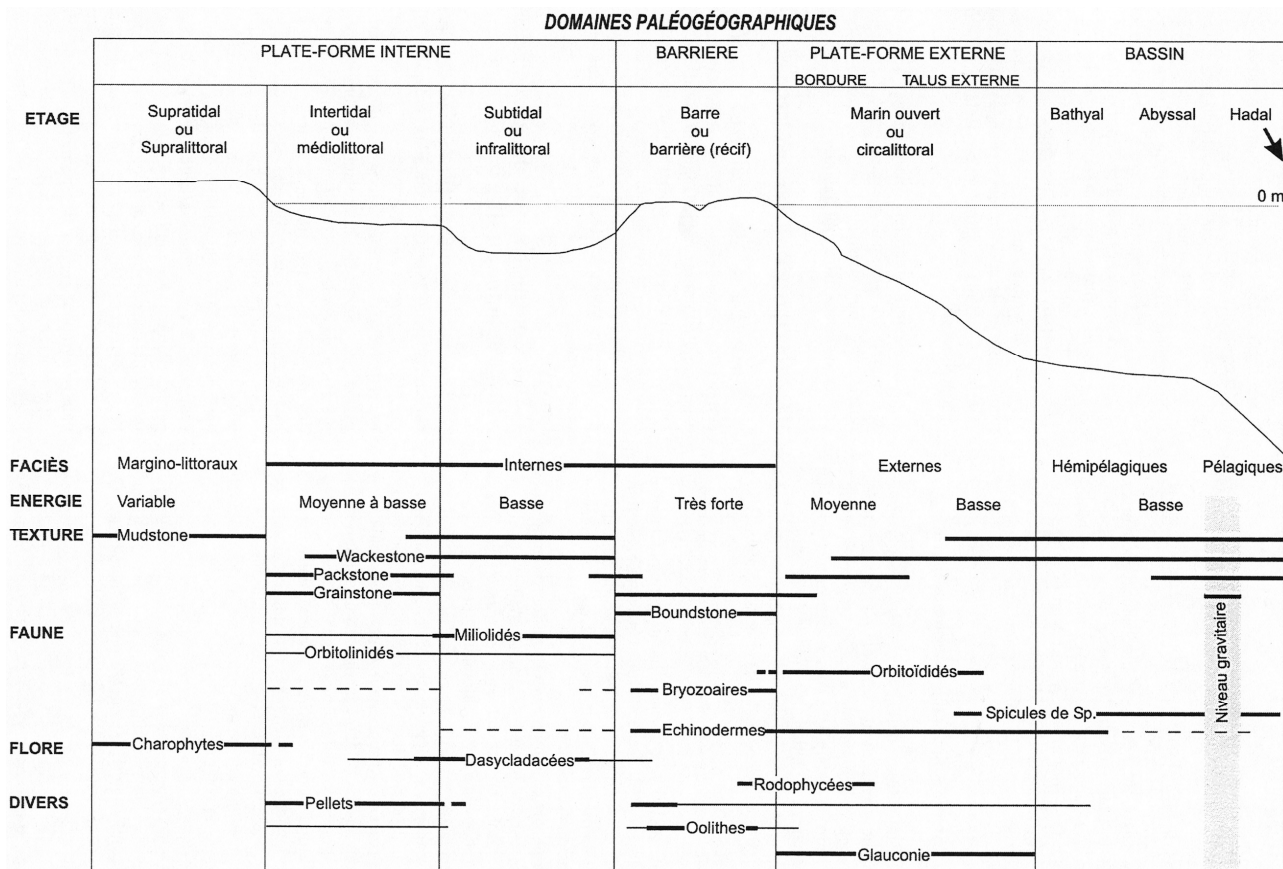 DOMAINES PALÉOGÉOGRAPHIQUES
PLATE-FORME INTERNE
BARRIERE
PLATE-FORME EXTERNE
BASSIN
BORDURE
TALUS EXTERNE
ETAGE
Supratidal
ou
Supralittoral
Intertidal
ou
médiolittoral
Subtidal
ou
infralittoral
Barre
ou
barrière (récif)
Marin ouvert
ou
circalittoral
Bathyal
Abyssal
Hadal
0 m
FACIÈS
Margino-littoraux
Internes
Externes
Hémipélagiques
Pélagiques
ENERGIE
Variable
Moyenne à basse
Basse
Très forte
Moyenne
Basse
Basse
TEXTURE
Mudstone
Wackestone
Packstone
Grainstone
Boundstone
FAUNE
Miliolidés
Orbitolinidés
Orbitoïdidés
Bryozoaires
Spicules de Sp.
Niveau gravitaire
Echinodermes
FLORE
Charophytes
Dasycladacées
Rodophycées
DIVERS
Pellets
Oolithes
Glauconie